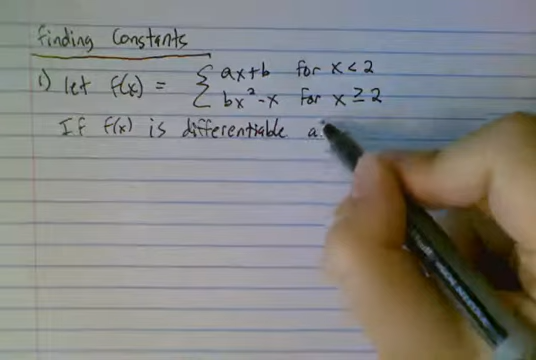 Finding Constants
1) let f(x) = { ax+b for x < 2
bx²-x for x ≥ 2
If f(x) is differentiable